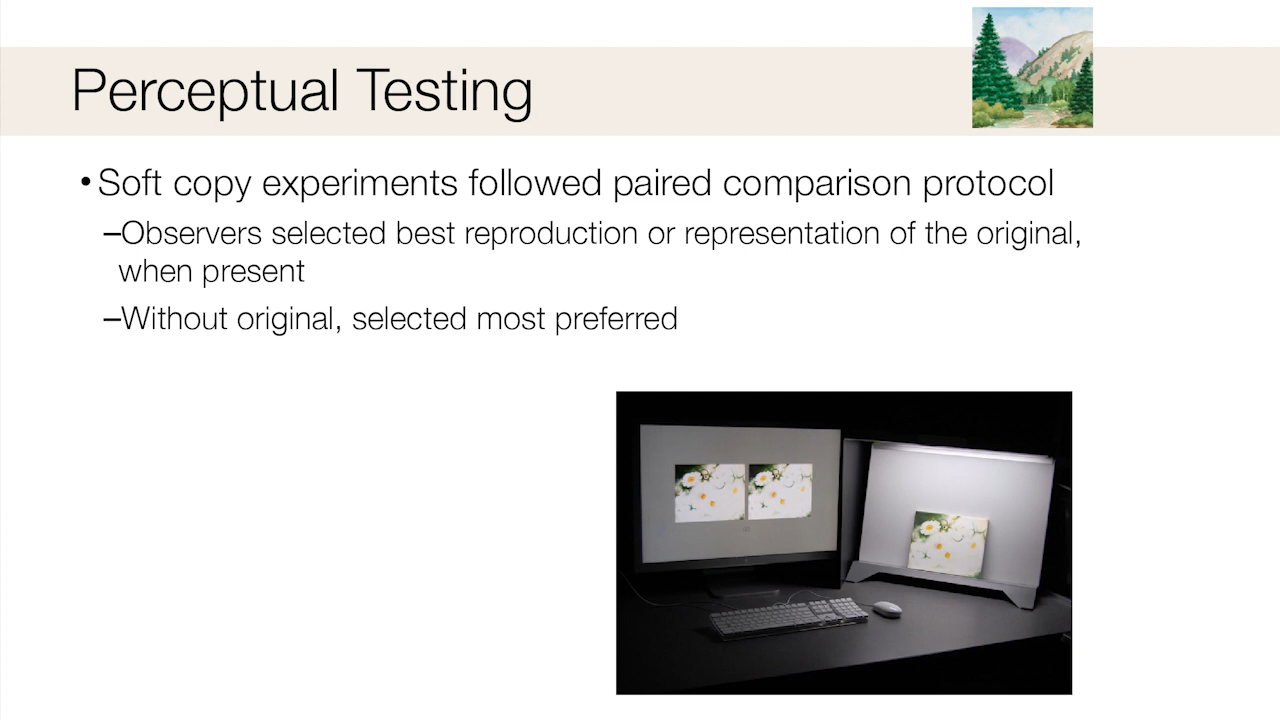 Perceptual Testing
•Soft copy experiments followed paired comparison protocol
–Observers selected best reproduction or representation of the original,
when present
–Without original, selected most preferred